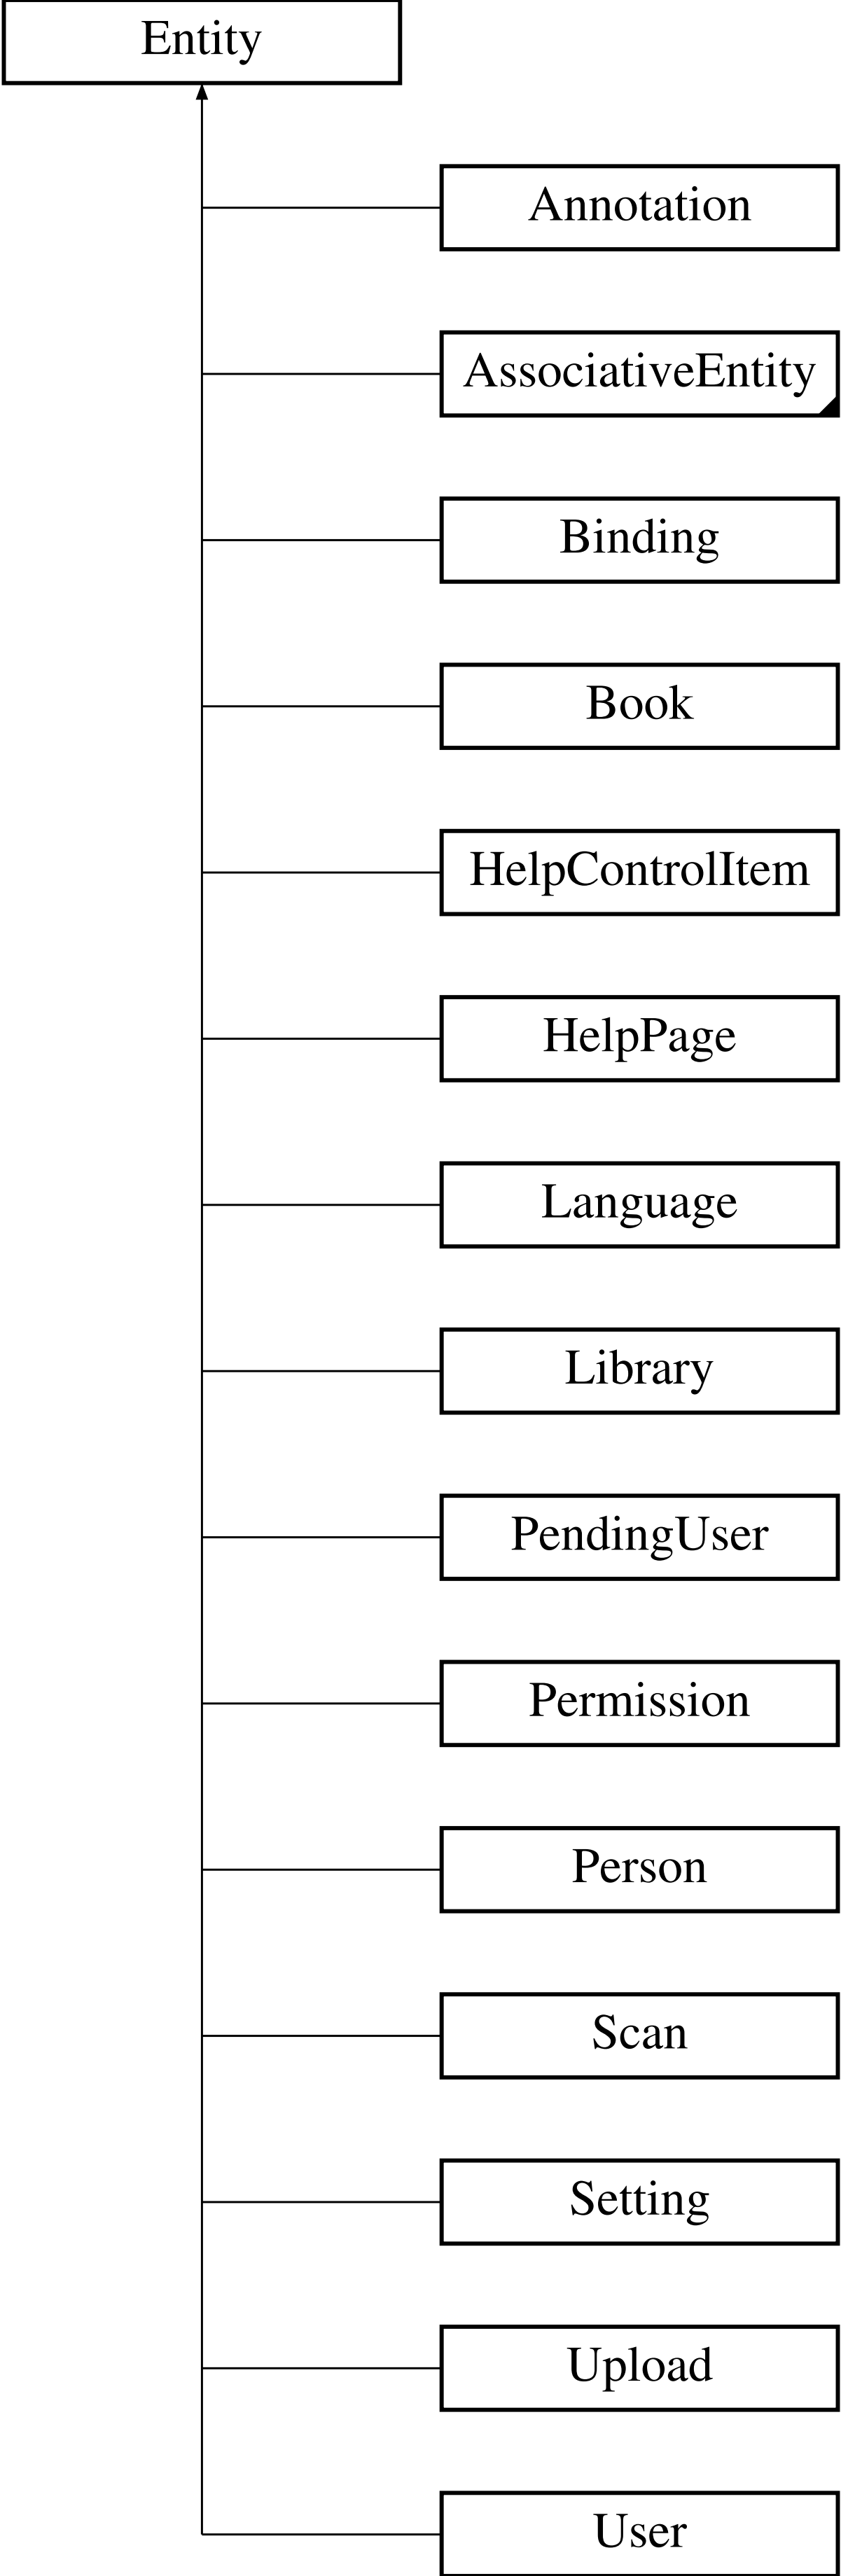 Entity
Annotation
AssociativeEntity
Binding
Book
HelpControlItem
HelpPage
Language
Library
PendingUser
Permission
Person
Scan
Setting
Upload
User